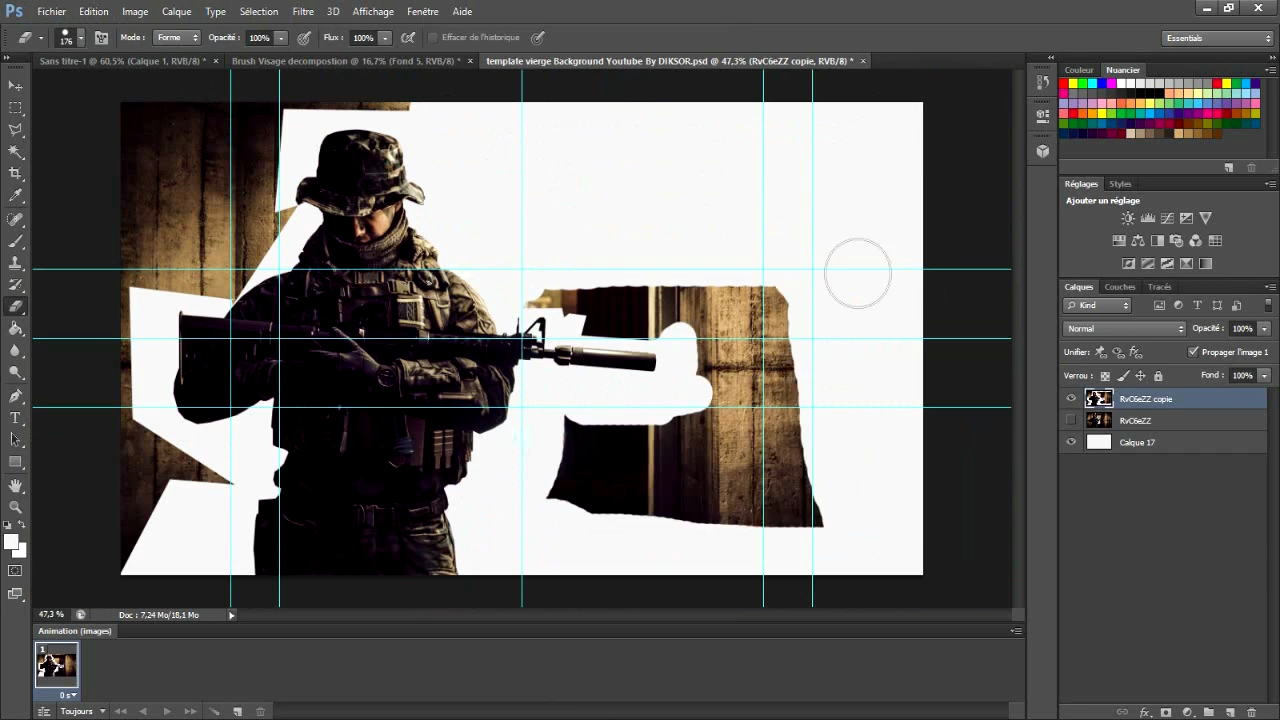 Ps Fichier Edition Image Calque Type Sélection Filtre 3D Affichage Fenêtre Aide
176 Mode : Forme Opacité : 100% Flux : 100% Effacer de l'historique Essentials
Sans titre-1 @ 60,5% (Calque 1, RVB/8) * × Brush Visage decompostion @ 16,7% (Fond 5, RVB/8) * × template vierge Background Youtube By DIKSOR.psd @ 47,3% (RvC6eZZ copie, RVB/8) * ×
Couleur Nuancier
Réglages Styles
Ajouter un réglage
Calques Couches Tracés
Kind
Normal Opacité : 100%
Unifier : Propager l'image 1
Verrou : Fond : 100%
RvC6eZZ copie
RvC6eZZ
Calque 17
47,3 % Doc : 7,24 Mo/18,1 Mo
Animation (images)
1
0 s
Toujours